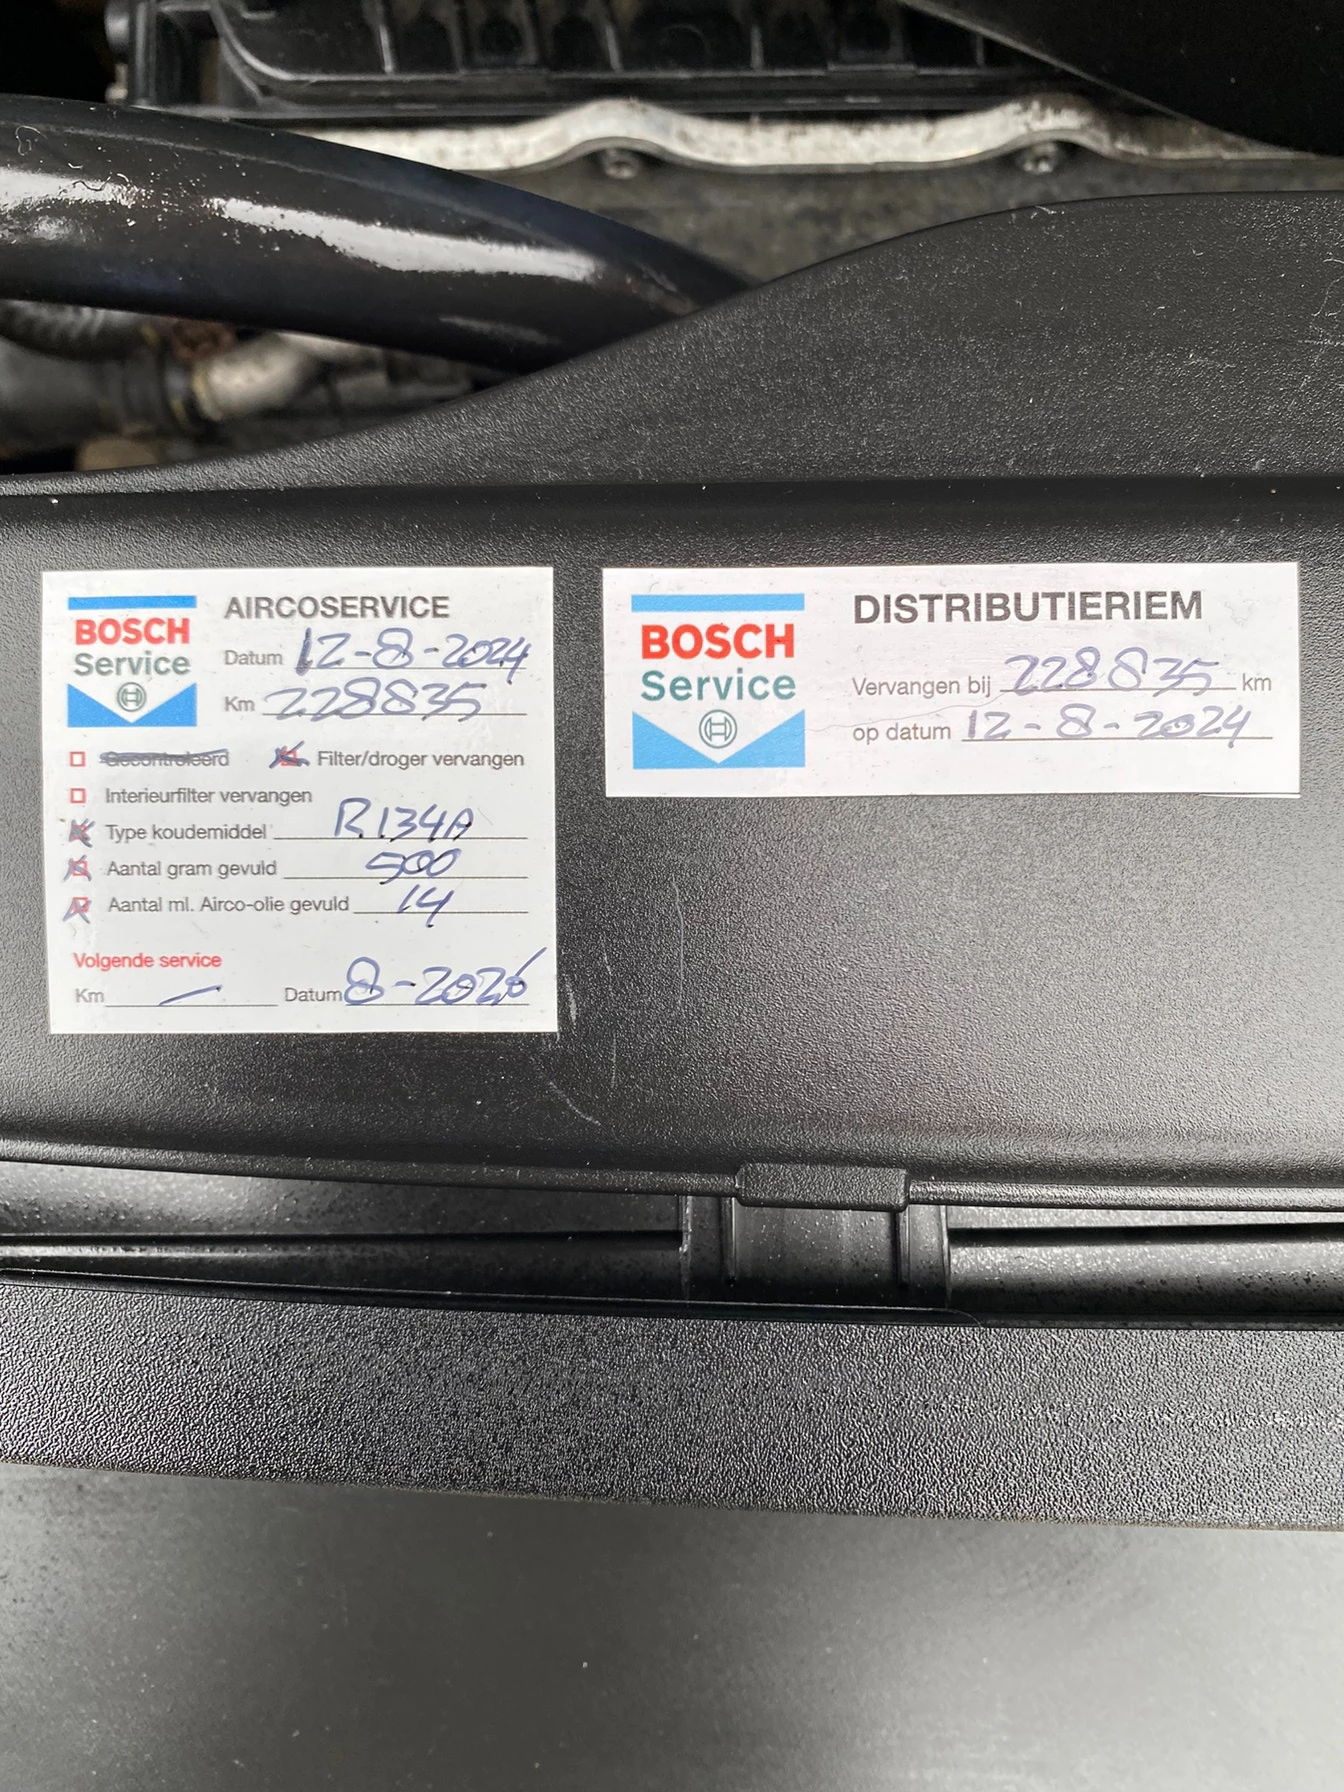 BOSCH
Service
AIRCOSERVICE
Datum 12-8-2024
Km 228835
Gecontroleerd
Filter/droger vervangen
Interieurfilter vervangen
Type koudemiddel R134A
Aantal gram gevuld 500
Aantal ml. Airco-olie gevuld 14
Volgende service
Km — Datum 8-2026
BOSCH
Service
DISTRIBUTIERIEM
Vervangen bij 228835 km
op datum 12-8-2024